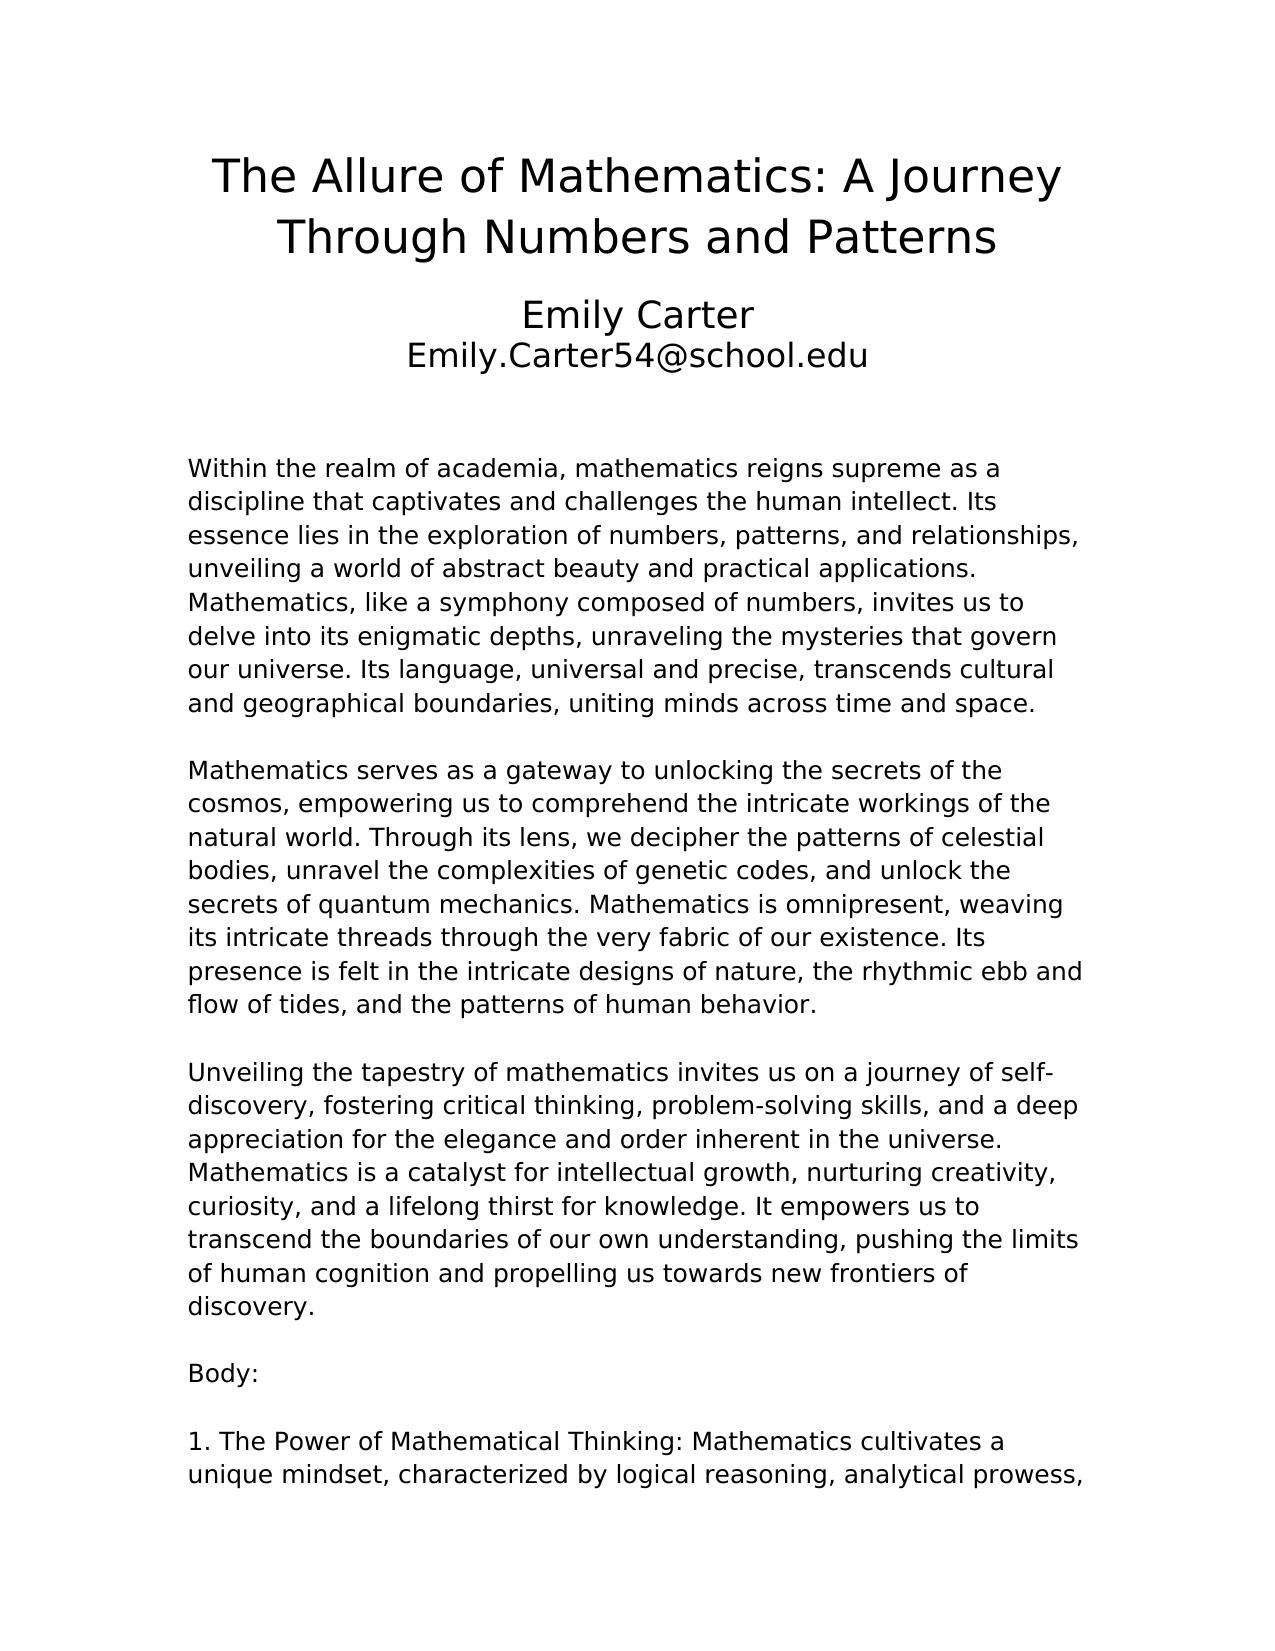 The Allure of Mathematics: A Journey
Through Numbers and Patterns
Emily Carter
Emily.Carter54@school.edu
Within the realm of academia, mathematics reigns supreme as a
discipline that captivates and challenges the human intellect. Its
essence lies in the exploration of numbers, patterns, and relationships,
unveiling a world of abstract beauty and practical applications.
Mathematics, like a symphony composed of numbers, invites us to
delve into its enigmatic depths, unraveling the mysteries that govern
our universe. Its language, universal and precise, transcends cultural
and geographical boundaries, uniting minds across time and space.
Mathematics serves as a gateway to unlocking the secrets of the
cosmos, empowering us to comprehend the intricate workings of the
natural world. Through its lens, we decipher the patterns of celestial
bodies, unravel the complexities of genetic codes, and unlock the
secrets of quantum mechanics. Mathematics is omnipresent, weaving
its intricate threads through the very fabric of our existence. Its
presence is felt in the intricate designs of nature, the rhythmic ebb and
flow of tides, and the patterns of human behavior.
Unveiling the tapestry of mathematics invites us on a journey of self-
discovery, fostering critical thinking, problem-solving skills, and a deep
appreciation for the elegance and order inherent in the universe.
Mathematics is a catalyst for intellectual growth, nurturing creativity,
curiosity, and a lifelong thirst for knowledge. It empowers us to
transcend the boundaries of our own understanding, pushing the limits
of human cognition and propelling us towards new frontiers of
discovery.
Body:
1. The Power of Mathematical Thinking: Mathematics cultivates a
unique mindset, characterized by logical reasoning, analytical prowess,